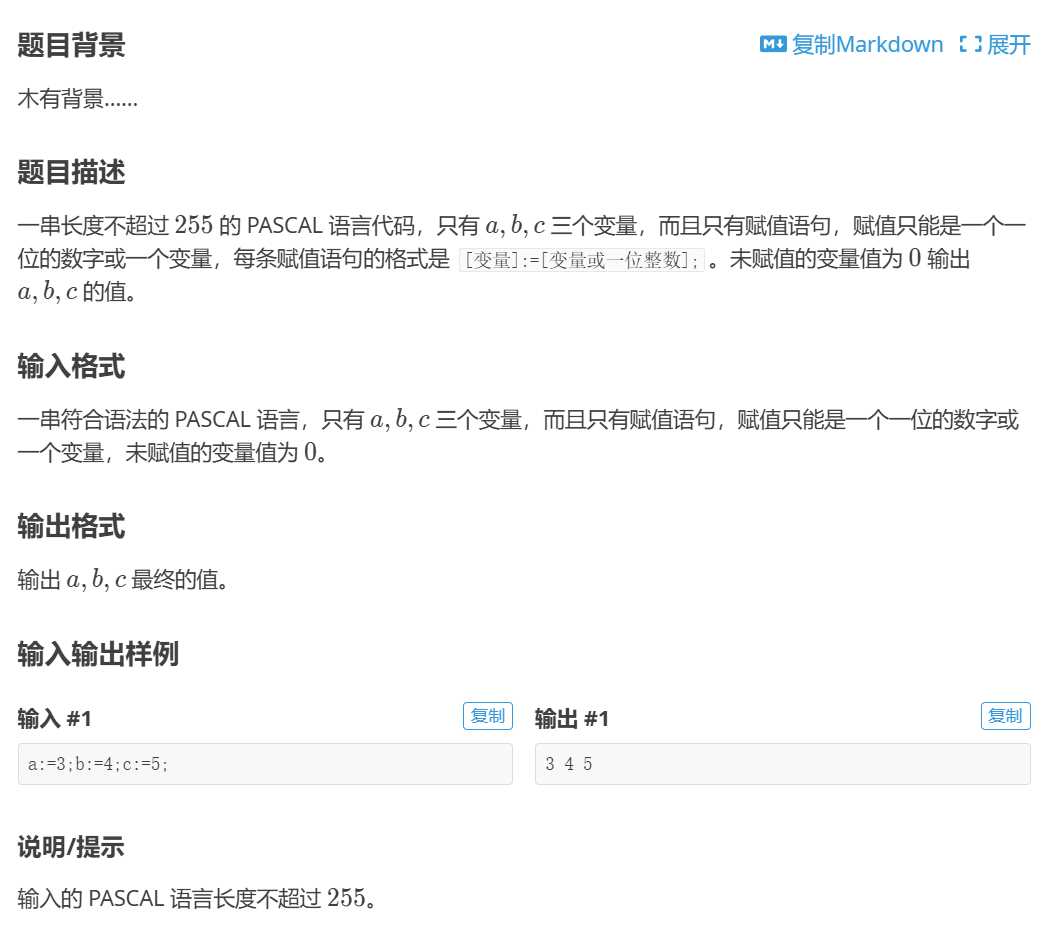 题目背景
复制Markdown 展开
木有背景……
题目描述
一串长度不超过 255 的 PASCAL 语言代码，只有 a, b, c 三个变量，而且只有赋值语句，赋值只能是一个一
位的数字或一个变量，每条赋值语句的格式是 [变量]:=[变量或一位整数]; 。未赋值的变量值为 0 输出
a, b, c 的值。
输入格式
一串符合语法的 PASCAL 语言，只有 a, b, c 三个变量，而且只有赋值语句，赋值只能是一个一位的数字或
一个变量，未赋值的变量值为 0。
输出格式
输出 a, b, c 最终的值。
输入输出样例
输入 #1
复制
a:=3;b:=4;c:=5;
输出 #1
复制
3 4 5
说明/提示
输入的 PASCAL 语言长度不超过 255。